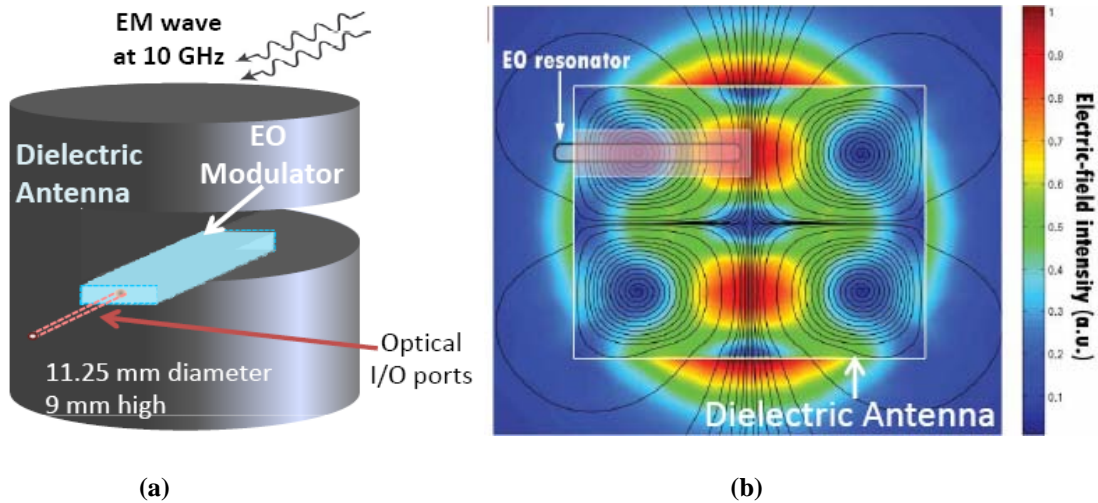 EM wave
at 10 GHz
EO
Modulator
Dielectric
Antenna
Optical
I/O ports
11.25 mm diameter
9 mm high
(a)
EO resonator
Dielectric Antenna
1
0.9
0.8
0.7
0.6
0.5
0.4
0.3
0.2
0.1
Electric-field intensity (a.u.)
(b)